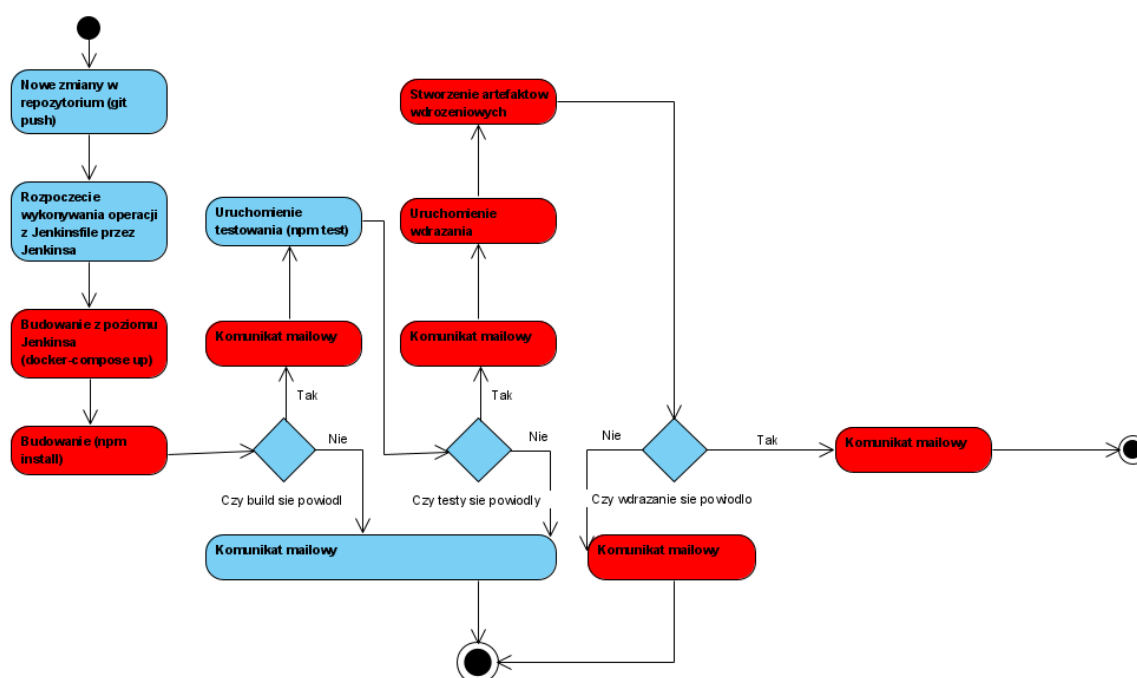 Nowe zmiany w
repozytorium (git
push)
Rozpoczecie
wykonywania operacji
z Jenkinsfile przez
Jenkinsa
Budowanie z poziomu
Jenkinsa
(docker-compose up)
Budowanie (npm
install)
Uruchomienie
testowania (npm test)
Komunikat mailowy
Tak
Nie
Czy build sie powiodl
Komunikat mailowy
Stworzenie artefaktow
wdrozeniowych
Uruchomienie
wdrazania
Komunikat mailowy
Tak
Nie
Czy testy sie powiodly
Nie
Tak
Czy wdrazanie sie powiodlo
Komunikat mailowy
Komunikat mailowy